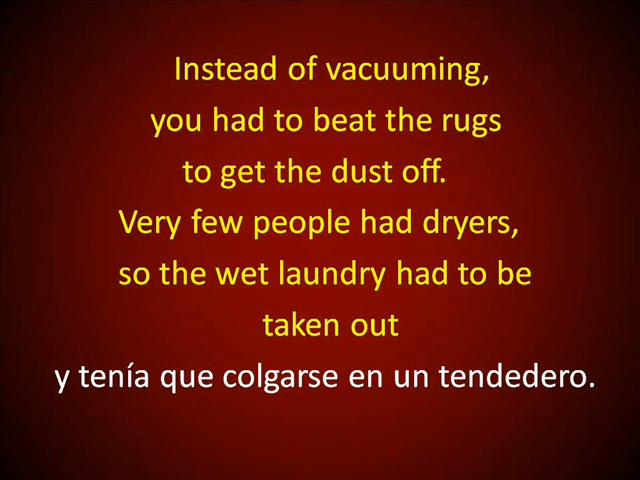 Instead of vacuuming,
you had to beat the rugs
to get the dust off.
Very few people had dryers,
so the wet laundry had to be
taken out
y tenía que colgarse en un tendedero.